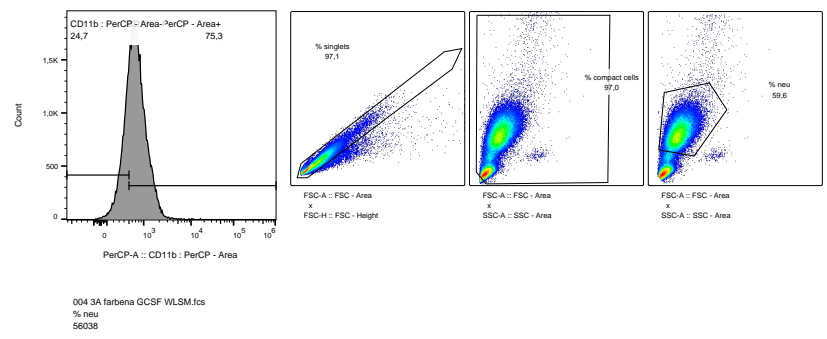 CD11b : PerCP - Area-PerCP - Area+
24,7 75,3
1,5K
1,0K
500
0
Count
0 10^3 10^4 10^5 10^6
PerCP-A :: CD11b : PerCP - Area
% singlets
97,1
FSC-A :: FSC - Area
x
FSC-H :: FSC - Height
% compact cells
97,0
FSC-A :: FSC - Area
x
SSC-A :: SSC - Area
% neu
59,6
FSC-A :: FSC - Area
x
SSC-A :: SSC - Area
004 3A farbena GCSF WLSM.fcs
% neu
56038